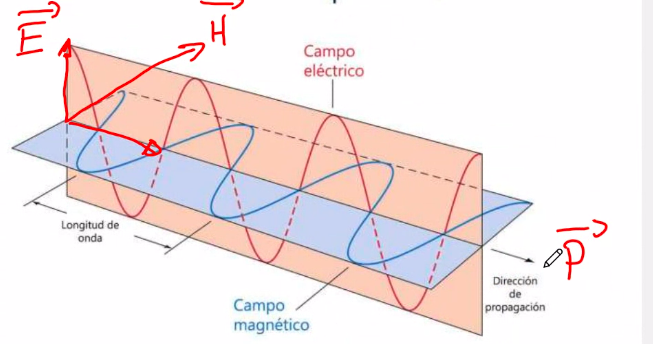 E
H
Campo
eléctrico
Longitud de
onda
P
Dirección
de
propagación
Campo
magnético